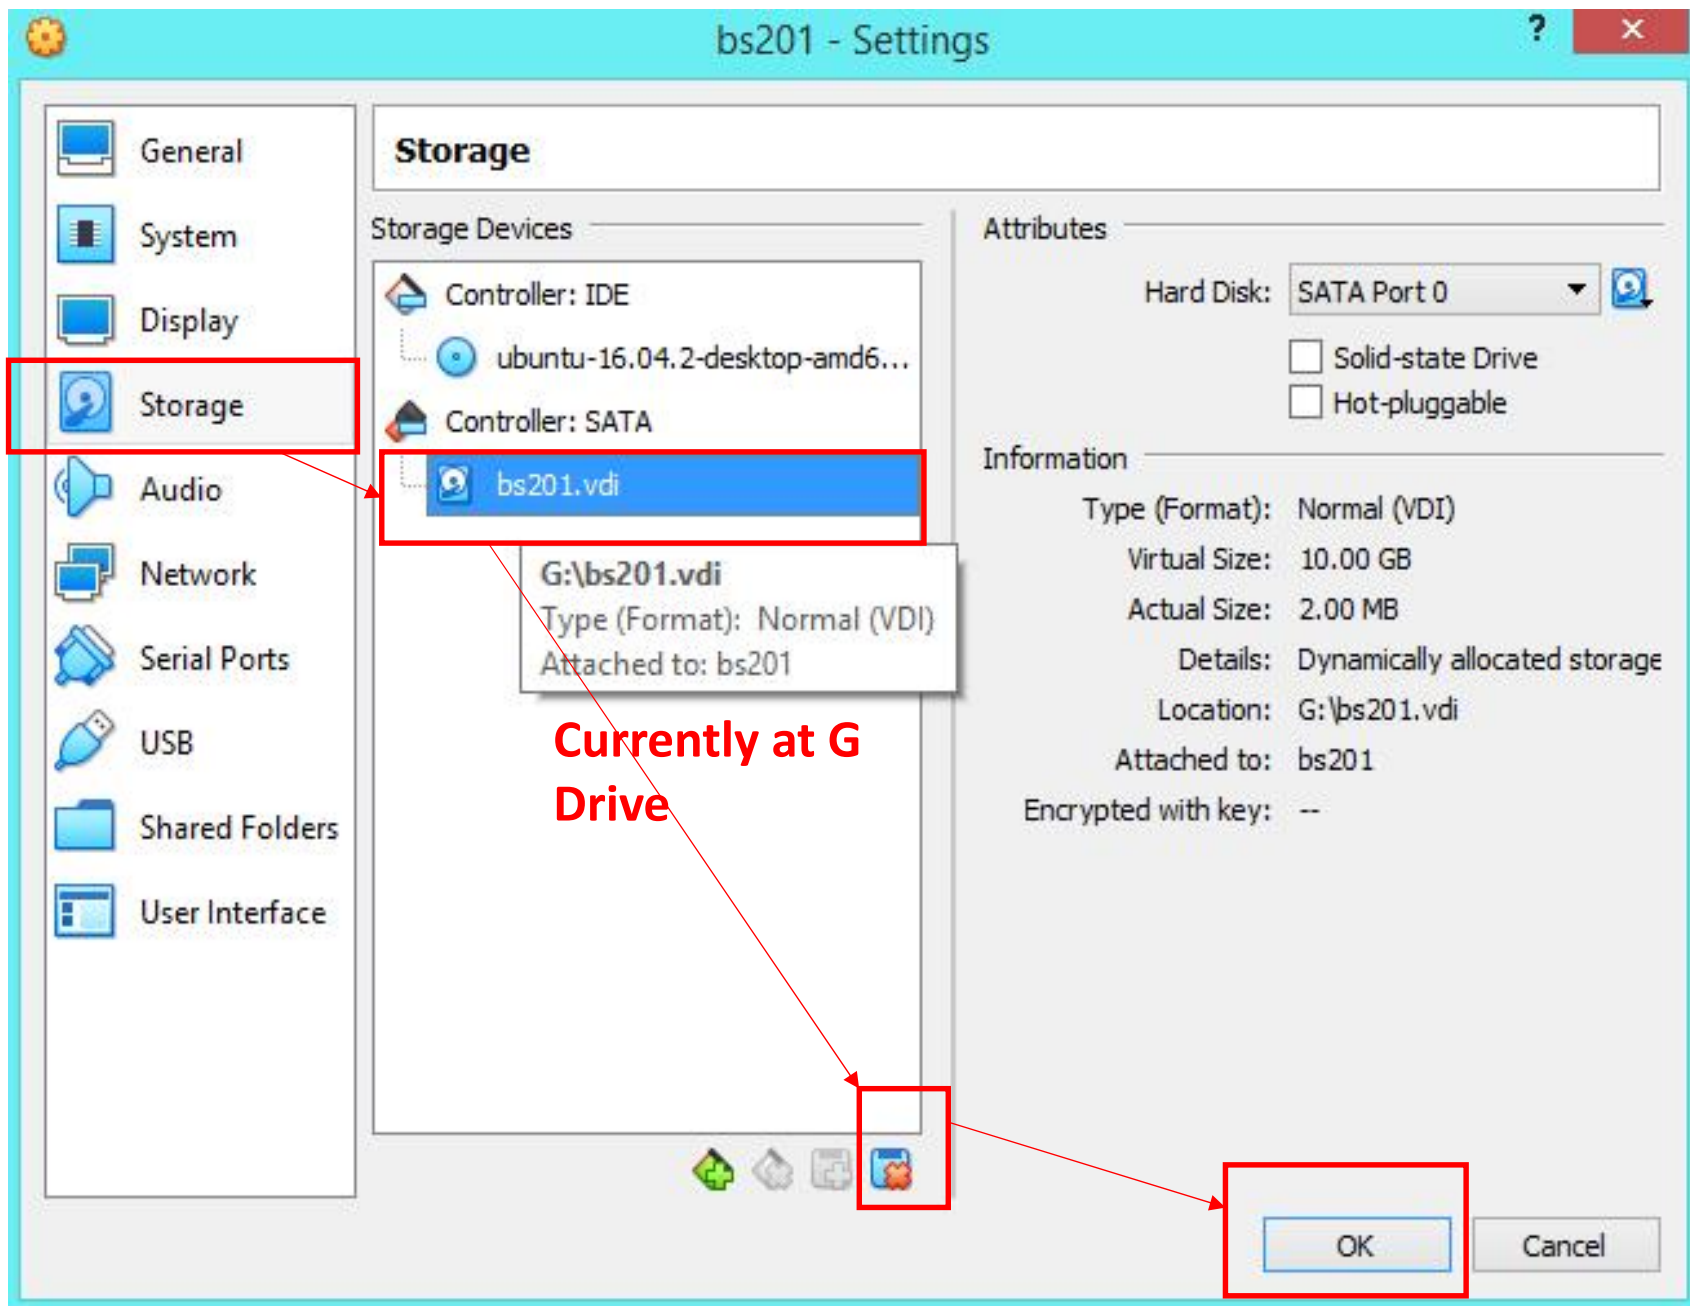 bs201 - Settings
?
General
System
Display
Storage
Audio
Network
Serial Ports
USB
Shared Folders
User Interface
Storage
Storage Devices
Controller: IDE
ubuntu-16.04.2-desktop-amd6...
Controller: SATA
bs201.vdi
G:\bs201.vdi
Type (Format): Normal (VDI)
Attached to: bs201
Currently at G
Drive
Attributes
Hard Disk: SATA Port 0
Solid-state Drive
Hot-pluggable
Information
Type (Format): Normal (VDI)
Virtual Size: 10.00 GB
Actual Size: 2.00 MB
Details: Dynamically allocated storage
Location: G:\bs201.vdi
Attached to: bs201
Encrypted with key: --
OK
Cancel